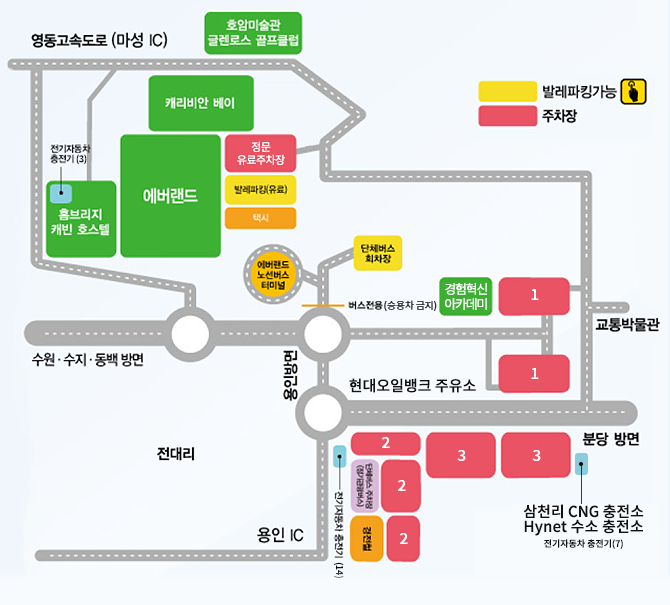 호암미술관
글렌로스 골프클럽
영동고속도로 (마성 IC)
캐리비안 베이
발레파킹가능
주차장
전기자동차
충전기 (3)
정문
유료주차장
에버랜드
발레파킹(유료)
택시
홈브리지
캐빈 호스텔
단체버스
회차장
에버랜드
노선버스
터미널
경험혁신
아카데미
1
버스전용(승용차 금지)
교통박물관
수원·수지·동백 방면
용인방면
1
현대오일뱅크 주유소
분당 방면
전대리
2
3
3
단체버스 주차장
2
삼천리 CNG 충전소
Hynet 수소 충전소
전기자동차 충전기(7)
용인 IC
전기자동차 충전기 (14)
경전철
2